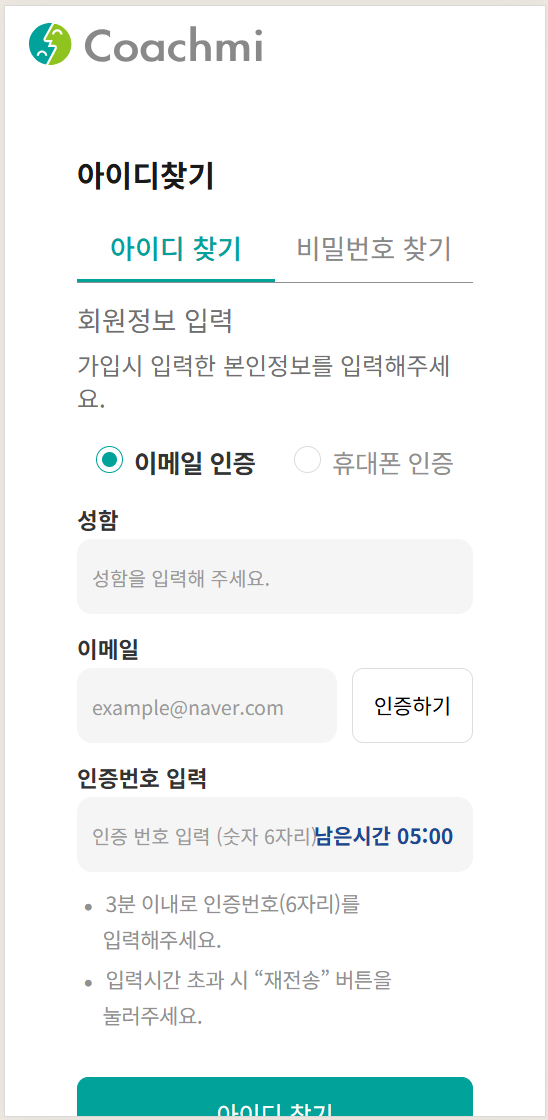 Coachmi
아이디찾기
아이디 찾기
비밀번호 찾기
회원정보 입력
가입시 입력한 본인정보를 입력해주세
요.
이메일 인증
휴대폰 인증
성함
성함을 입력해 주세요.
이메일
example@naver.com
인증하기
인증번호 입력
인증 번호 입력 (숫자 6자리)
남은시간 05:00
• 3분 이내로 인증번호(6자리)를
입력해주세요.
• 입력시간 초과 시 “재전송” 버튼을
눌러주세요.
아이디 찾기